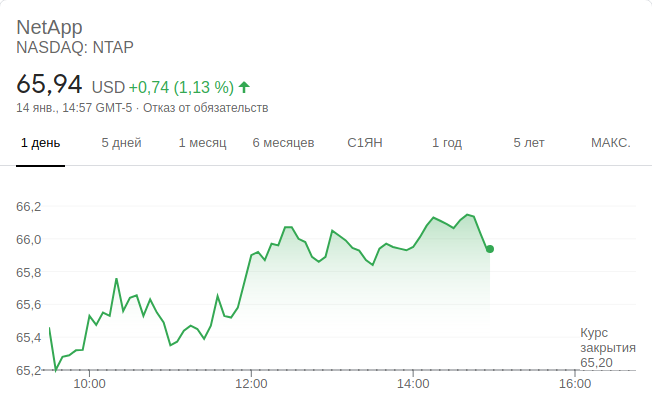 NetApp
NASDAQ: NTAP
65,94 USD +0,74 (1,13 %)
14 янв., 14:57 GMT-5 · Отказ от обязательств
1 день 5 дней 1 месяц 6 месяцев С1ЯН 1 год 5 лет МАКС.
66,2
66,0
65,8
65,6
65,4
65,2
Курс
закрытия
65,20
10:00 12:00 14:00 16:00